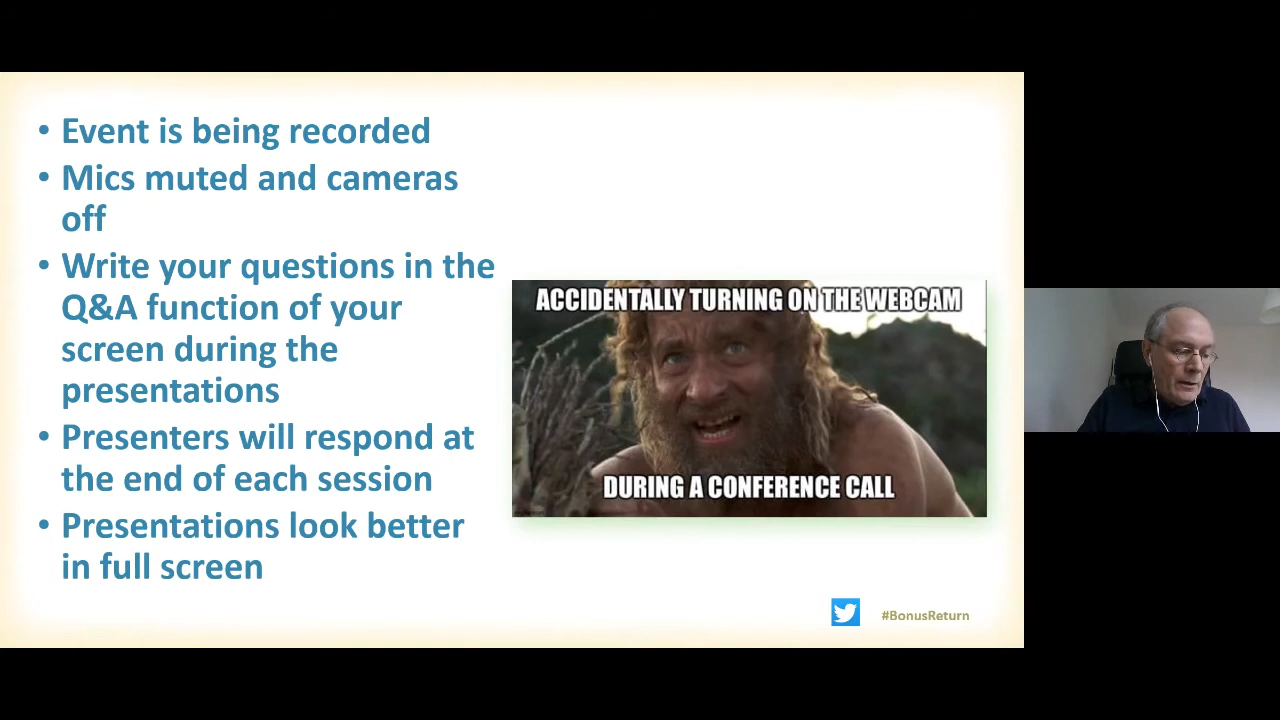 • Event is being recorded
• Mics muted and cameras
off
• Write your questions in the
Q&A function of your
screen during the
presentations
• Presenters will respond at
the end of each session
• Presentations look better
in full screen
ACCIDENTALLY TURNING ON THE WEBCAM
DURING A CONFERENCE CALL
#BonusReturn